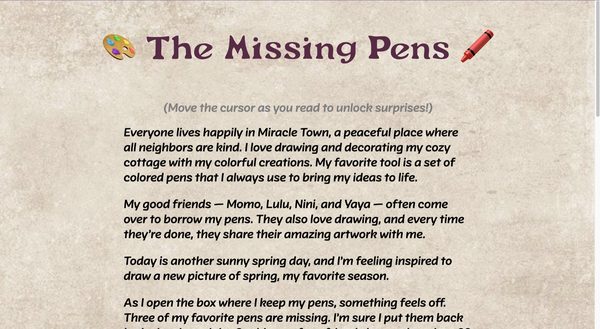 The Missing Pens
(Move the cursor as you read to unlock surprises!)
Everyone lives happily in Miracle Town, a peaceful place where
all neighbors are kind. I love drawing and decorating my cozy
cottage with my colorful creations. My favorite tool is a set of
colored pens that I always use to bring my ideas to life.
My good friends — Momo, Lulu, Nini, and Yaya — often come
over to borrow my pens. They also love drawing, and every time
they're done, they share their amazing artwork with me.
Today is another sunny spring day, and I'm feeling inspired to
draw a new picture of spring, my favorite season.
As I open the box where I keep my pens, something feels off.
Three of my favorite pens are missing. I'm sure I put them back